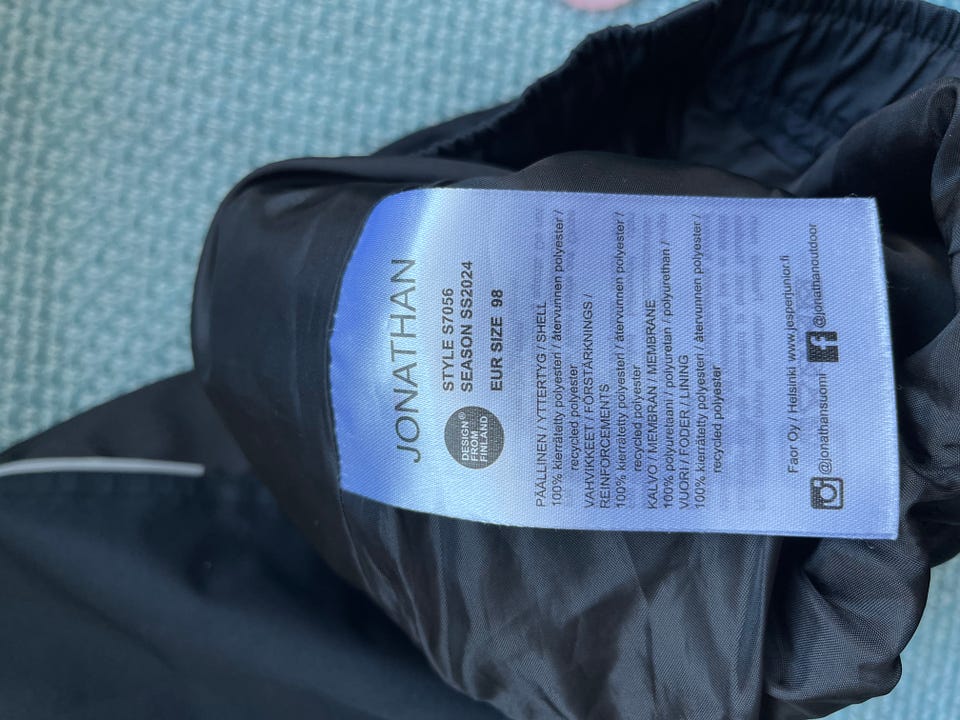 JONATHAN
STYLE S7056
SEASON SS2024
EUR SIZE 98
DESIGN®
FROM
FINLAND
PÄÄLLINEN / YTTERTYG / SHELL
100% kierrätetty polyesteri / återvunnen polyester /
recycled polyester
VAHVIKKEET / FÖRSTÄRKNINGS /
REINFORCEMENTS
100% kierrätetty polyesteri / återvunnen polyester /
recycled polyester
KALVO / MEMBRAN / MEMBRANE
100% polyuretaani / polyuretan / polyurethan /
VUORI / FODER / LINING
100% kierrätetty polyesteri / återvunnen polyester /
recycled polyester
Faor Oy / Helsinki www.jesperjunior.fi
@jonathansuomi @jonathanoutdoor